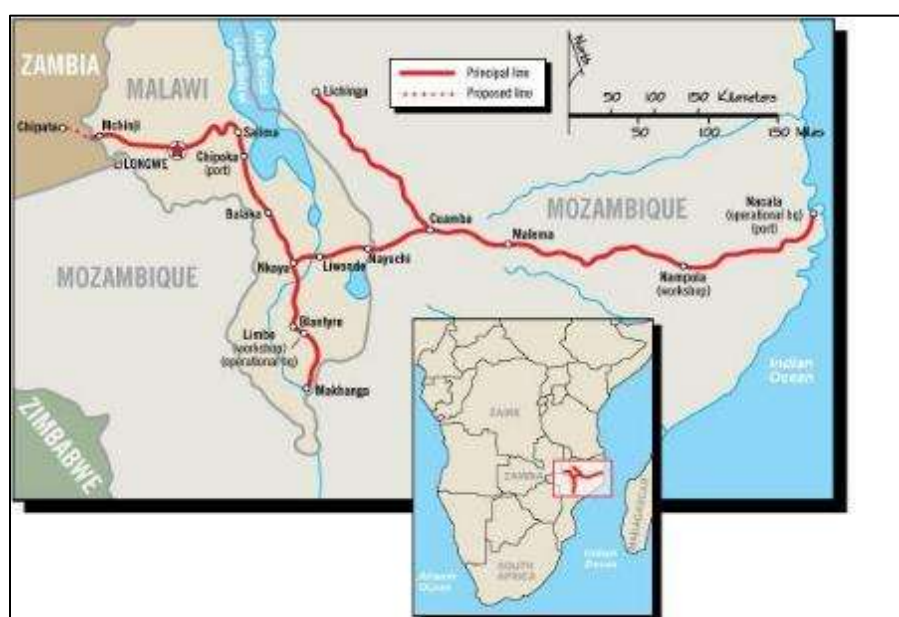 ZAMBIA
MALAWI
Principal line
Proposed line
North
50 100 150 Kilometers
50 100 150 Miles
Lichinga
Chipata
Mchinji
LILONGWE
Salima
Chipoka
(port)
Balaka
MOZAMBIQUE
Cuamba
Malema
Nacala
(operational hq)
(port)
MOZAMBIQUE
Nkaya
Liwonde
Nayuchi
Nampula
(workshop)
Blantyre
Limbe
(workshop)
(operational hq)
Makhanga
Indian
Ocean
ZIMBABWE
ZAIRE
ZAMBIA
MADAGASCAR
SOUTH
AFRICA
Indian
Ocean
Ocean